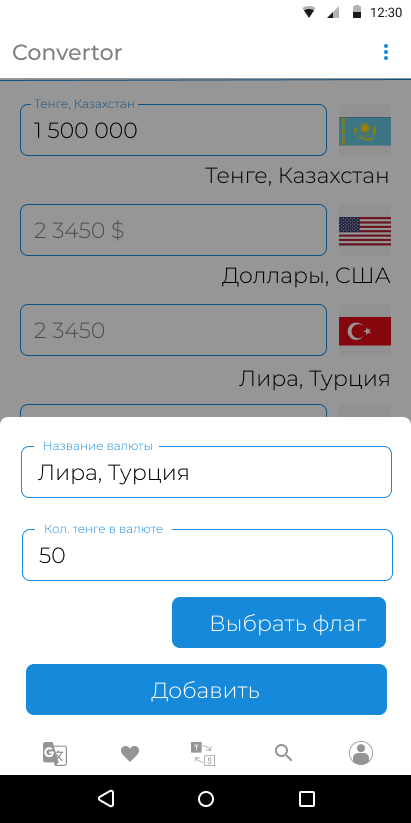 12:30
Convertor
Тенге, Казахстан
1 500 000
Тенге, Казахстан
2 3450 $
Доллары, США
2 3450
Лира, Турция
Название валюты
Лира, Турция
Кол. тенге в валюте
50
Выбрать флаг
Добавить